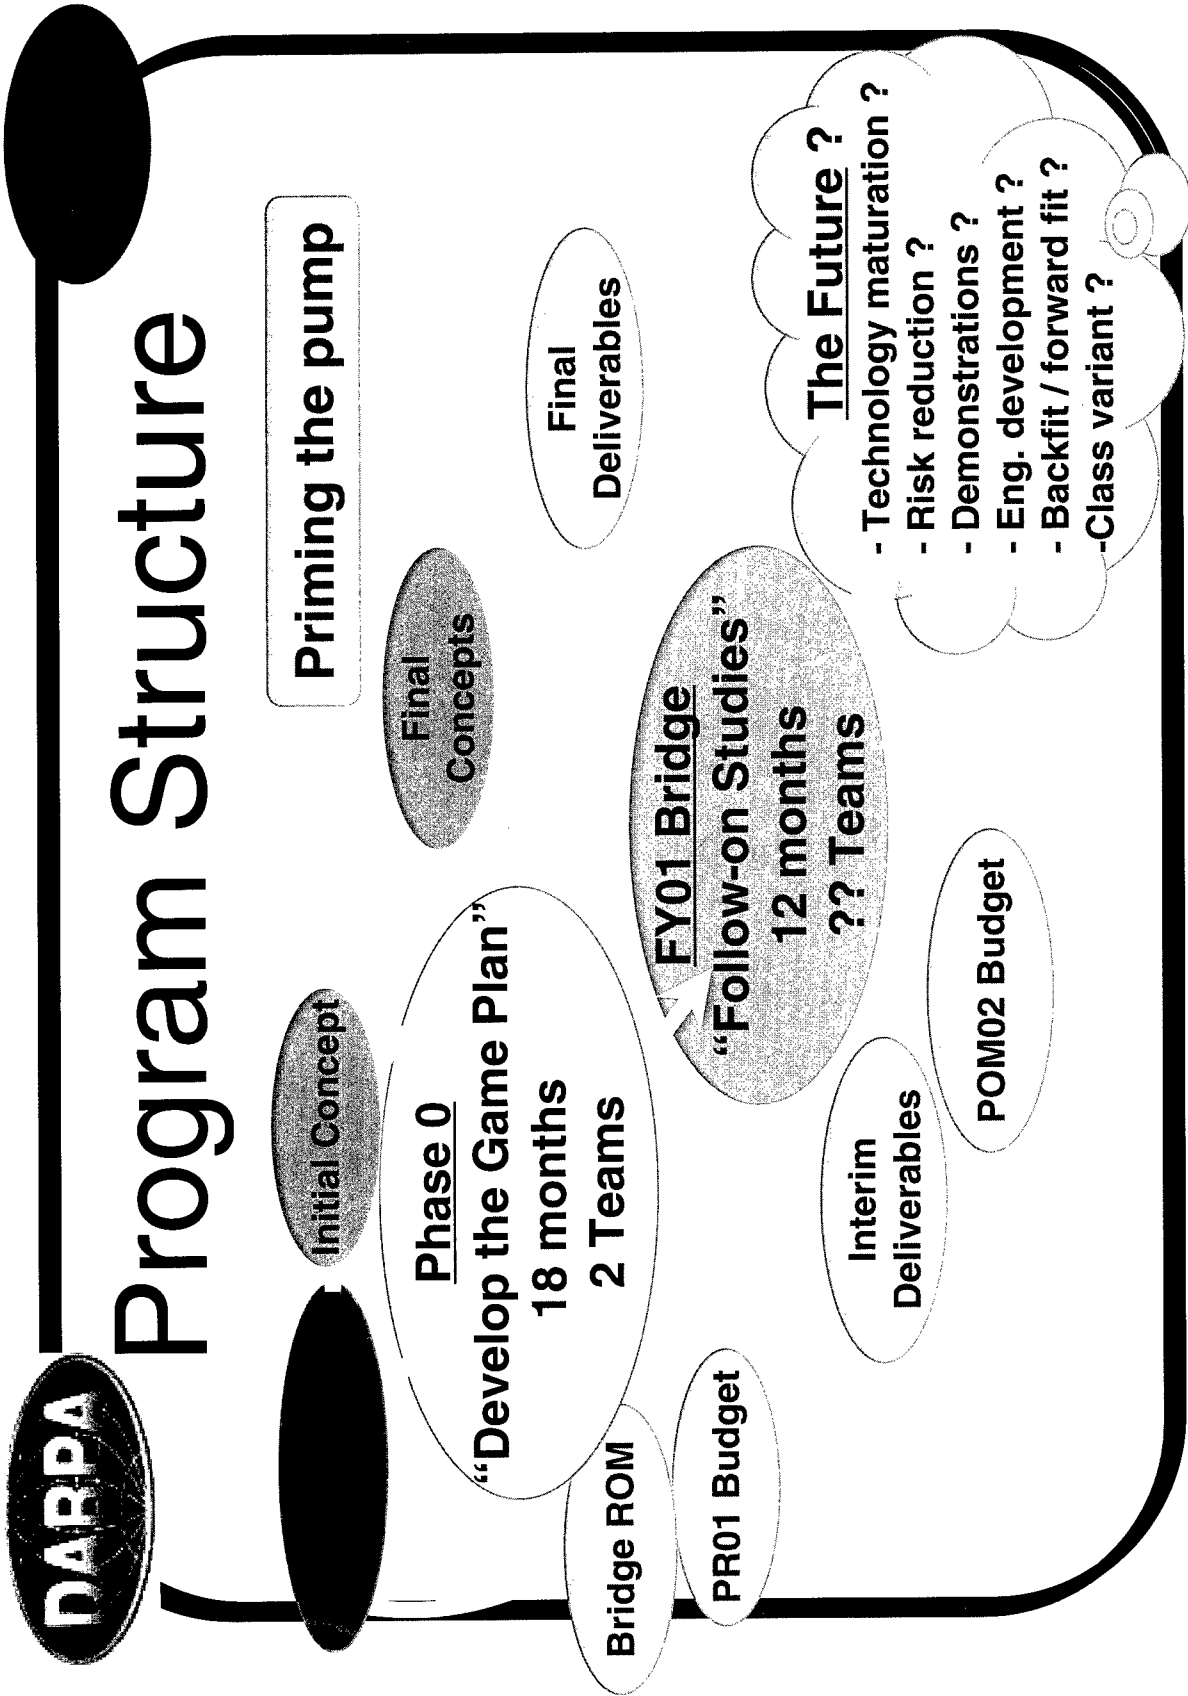 DARPA
Program Structure
Priming the pump
Initial Concept
Final
Concepts
Phase 0
“Develop the Game Plan”
18 months
2 Teams
Final
Deliverables
Bridge ROM
PR01 Budget
FY01 Bridge
“Follow-on Studies”
12 months
?? Teams
Interim
Deliverables
POM02 Budget
The Future ?
- Technology maturation ?
- Risk reduction ?
- Demonstrations ?
- Eng. development ?
- Backfit / forward fit ?
-Class variant ?